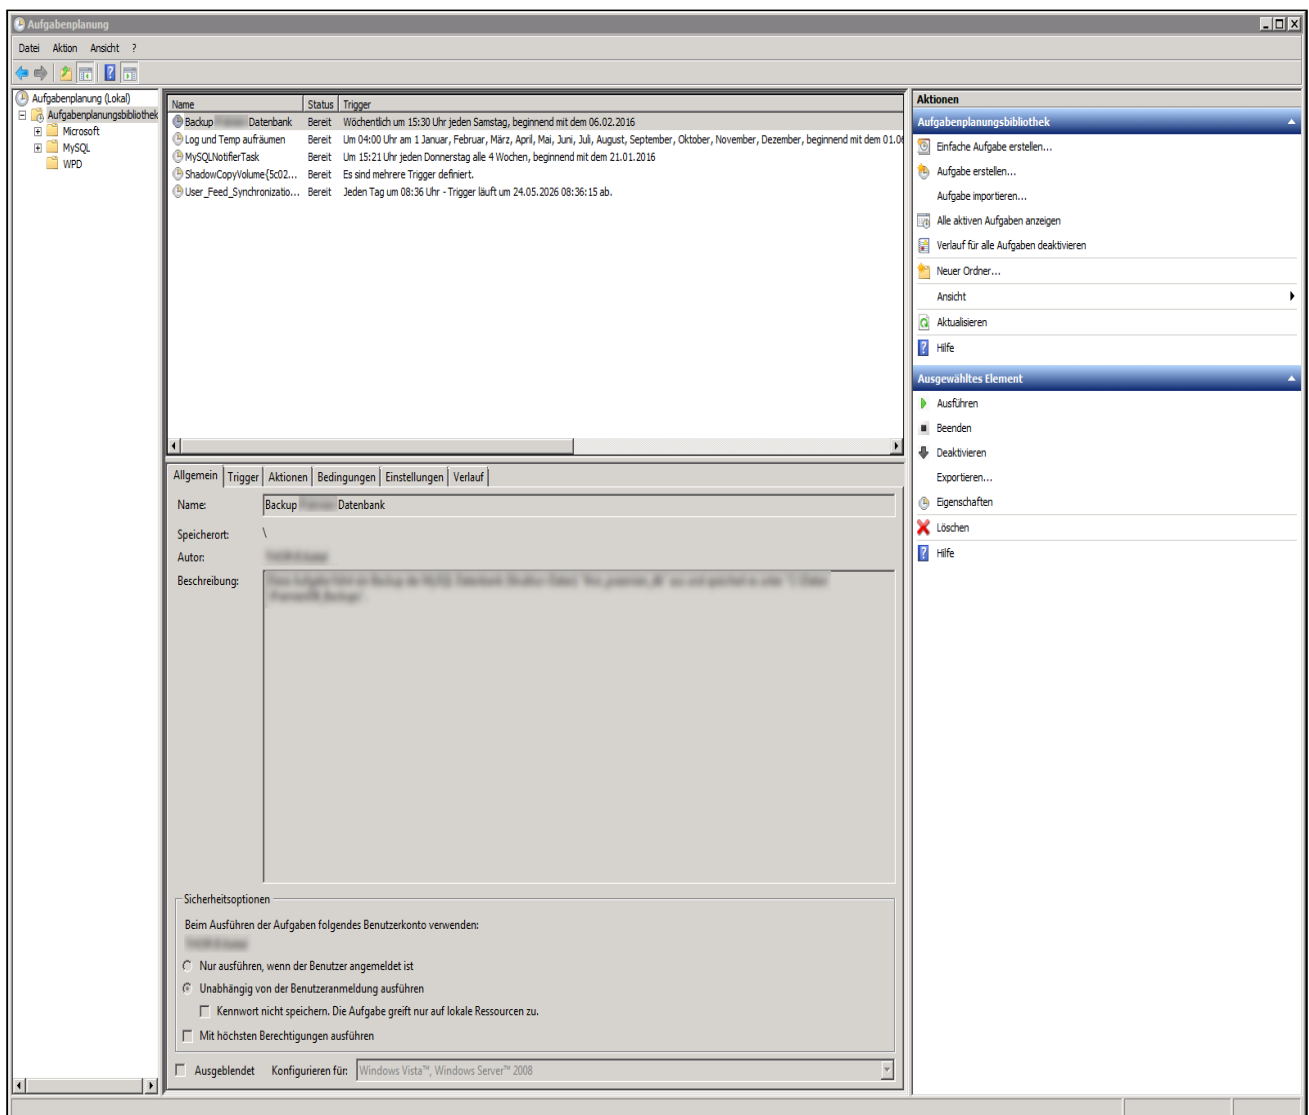 Aufgabenplanung
Datei Aktion Ansicht ?
Aufgabenplanung (Lokal)
Aufgabenplanungsbibliothek
Microsoft
MySQL
WPD
Name Status Trigger
Backup Datenbank Bereit Wöchentlich um 15:30 Uhr jeden Samstag, beginnend mit dem 06.02.2016
Log und Temp aufräumen Bereit Um 04:00 Uhr am 1 Januar, Februar, März, April, Mai, Juni, Juli, August, September, Oktober, November, Dezember, beginnend mit dem 01.0
MySQLNotifierTask Bereit Um 15:21 Uhr jeden Donnerstag alle 4 Wochen, beginnend mit dem 21.01.2016
ShadowCopyVolume{5c02... Bereit Es sind mehrere Trigger definiert.
User_Feed_Synchronizatio... Bereit Jeden Tag um 08:36 Uhr - Trigger läuft um 24.05.2026 08:36:15 ab.
Allgemein Trigger Aktionen Bedingungen Einstellungen Verlauf
Name: Backup Datenbank
Speicherort: \
Autor:
Beschreibung:
Sicherheitsoptionen
Beim Ausführen der Aufgaben folgendes Benutzerkonto verwenden:
Nur ausführen, wenn der Benutzer angemeldet ist
Unabhängig von der Benutzeranmeldung ausführen
Kennwort nicht speichern. Die Aufgabe greift nur auf lokale Ressourcen zu.
Mit höchsten Berechtigungen ausführen
Ausgeblendet Konfigurieren für: Windows Vista™, Windows Server™ 2008
Aktionen
Aufgabenplanungsbibliothek
Einfache Aufgabe erstellen...
Aufgabe erstellen...
Aufgabe importieren...
Alle aktiven Aufgaben anzeigen
Verlauf für alle Aufgaben deaktivieren
Neuer Ordner...
Ansicht
Aktualisieren
Hilfe
Ausgewähltes Element
Ausführen
Beenden
Deaktivieren
Exportieren...
Eigenschaften
Löschen
Hilfe